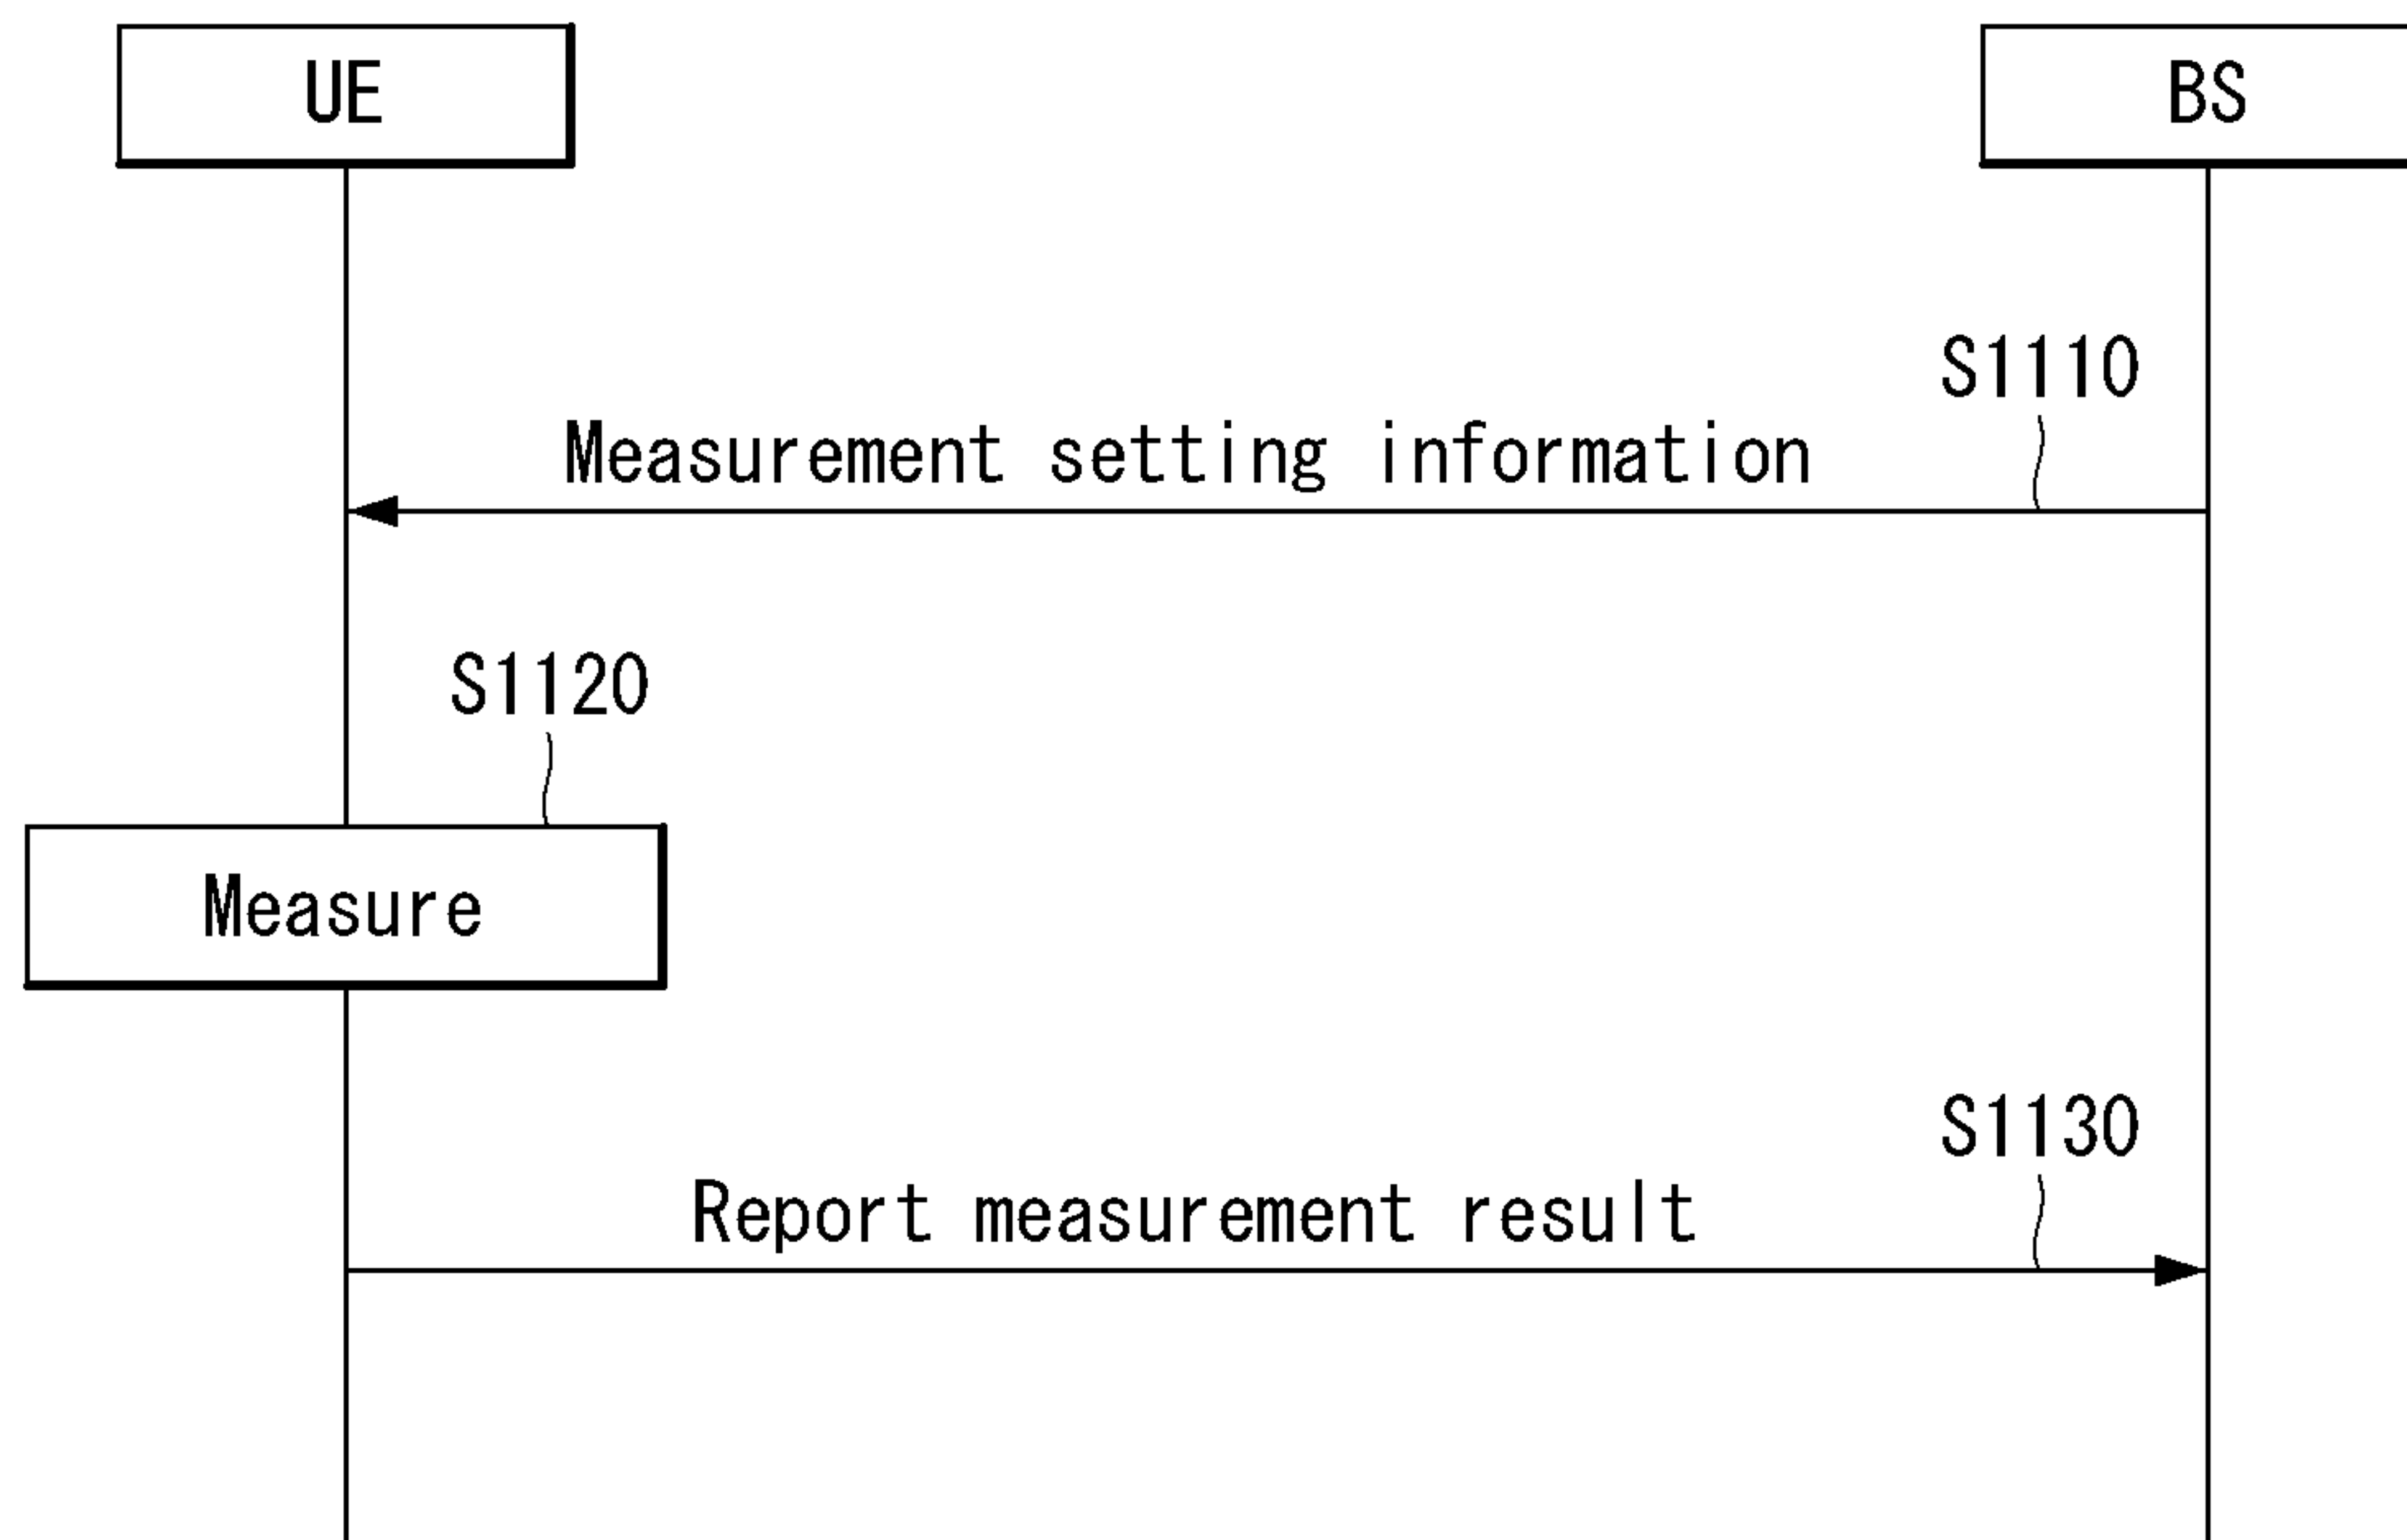 UE
BS
S1110
Measurement setting information
S1120
Measure
S1130
Report measurement result